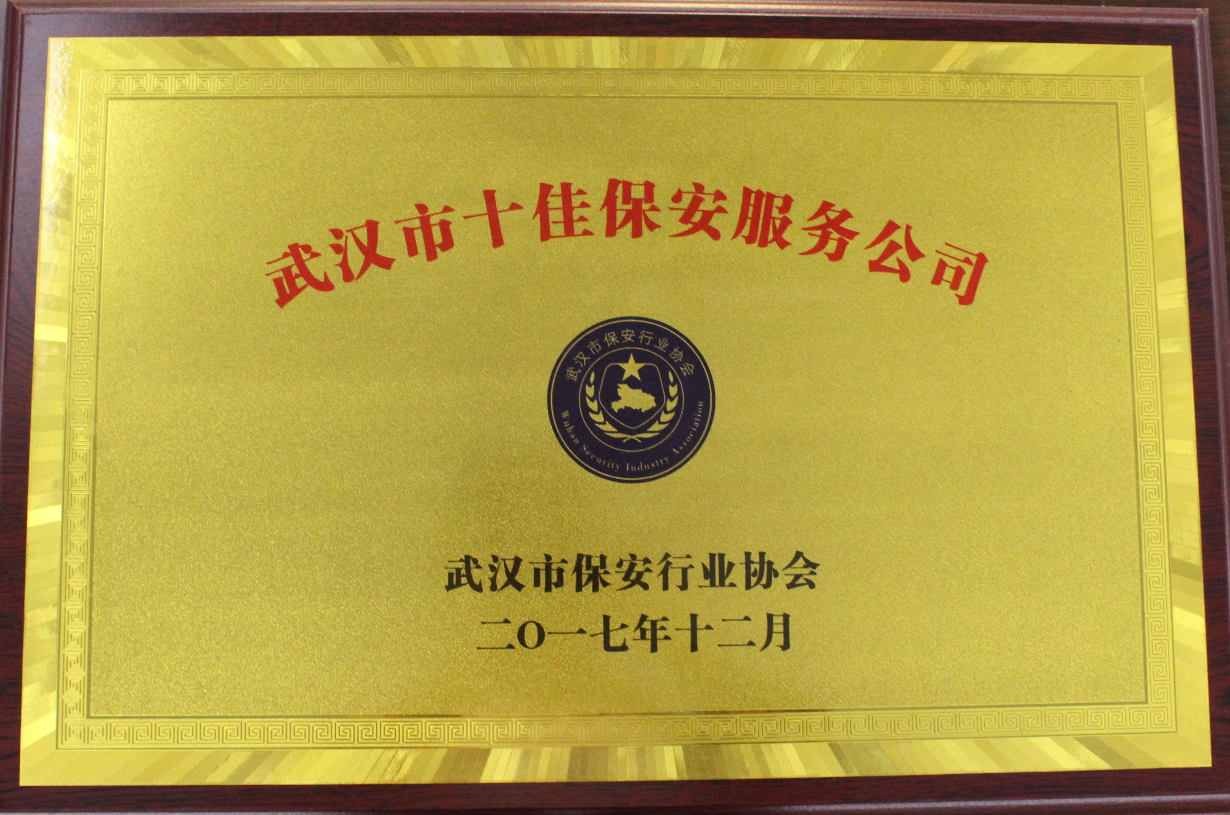 武汉市十佳保安服务公司
武汉市保安行业协会
Wuhan Security Industry Association
武汉市保安行业协会
二O一七年十二月